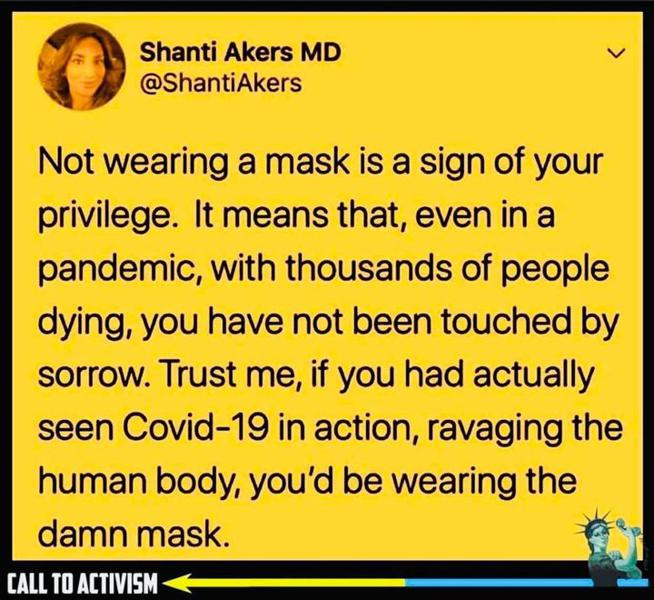 Shanti Akers MD
@ShantiAkers
Not wearing a mask is a sign of your
privilege.  It means that, even in a
pandemic, with thousands of people
dying, you have not been touched by
sorrow. Trust me, if you had actually
seen Covid-19 in action, ravaging the
human body, you'd be wearing the
damn mask.
CALL TO ACTIVISM